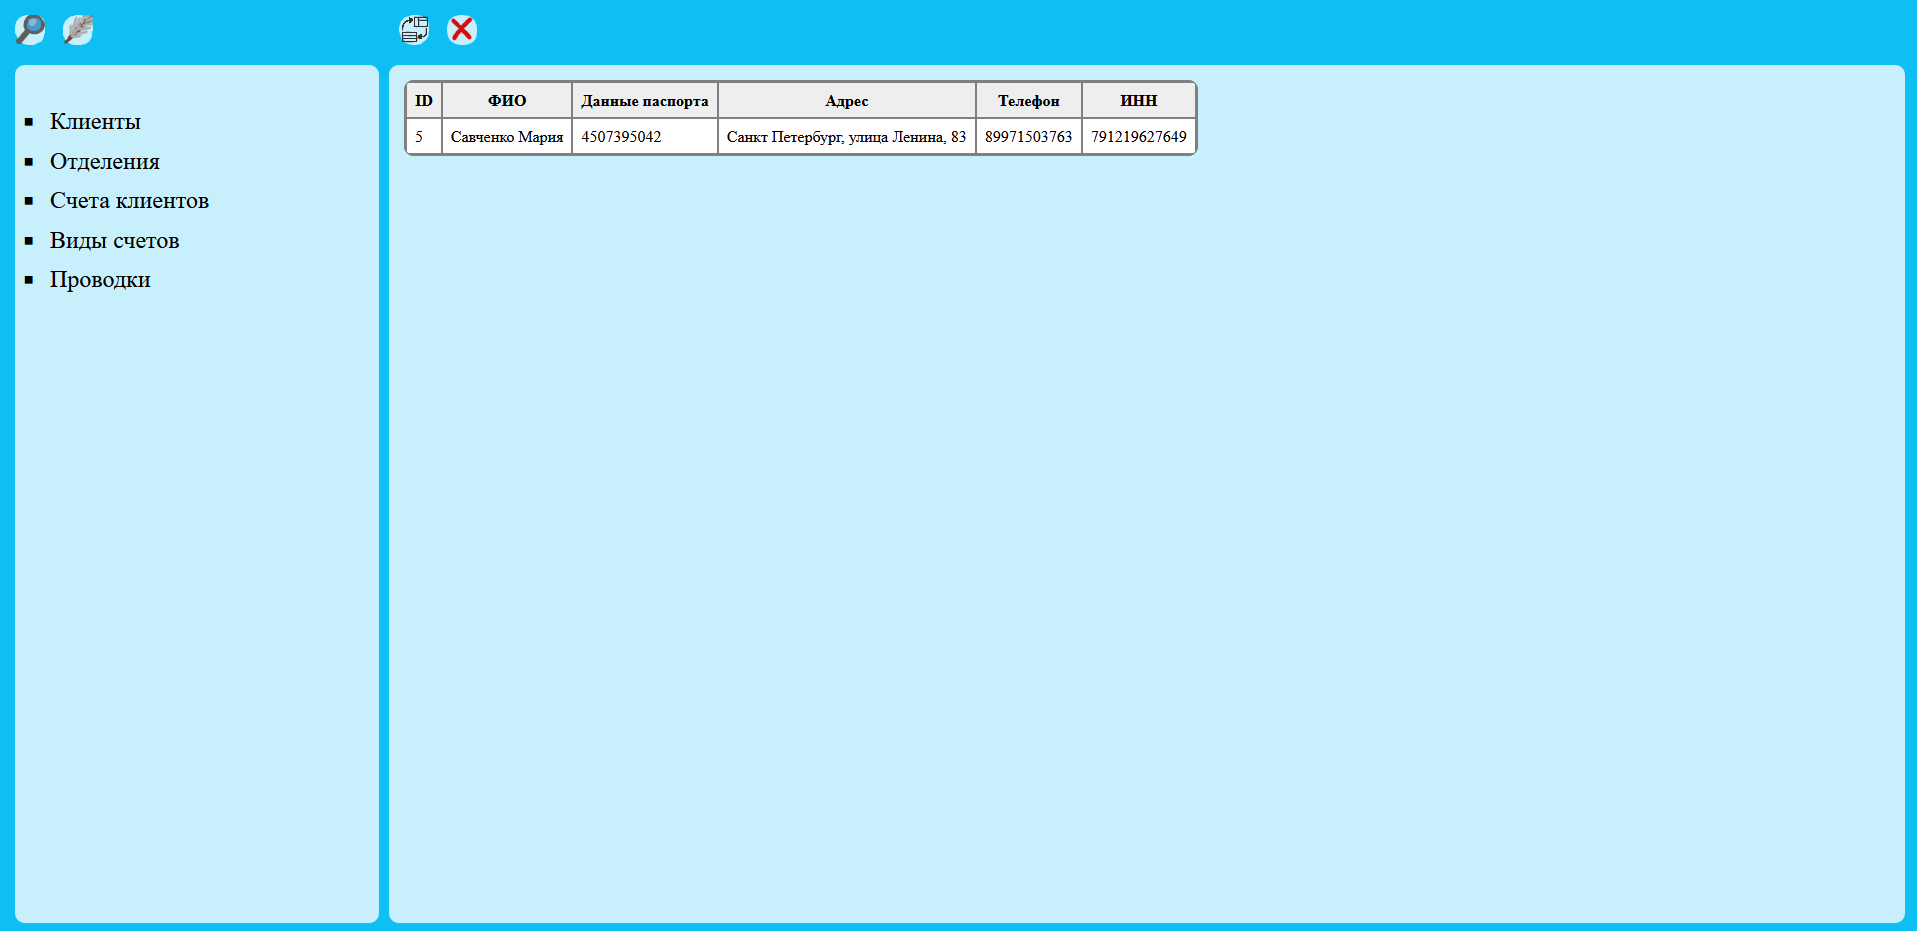 Клиенты
Отделения
Счета клиентов
Виды счетов
Проводки
ID ФИО Данные паспорта Адрес Телефон ИНН
5 Савченко Мария 4507395042 Санкт Петербург, улица Ленина, 83 89971503763 791219627649